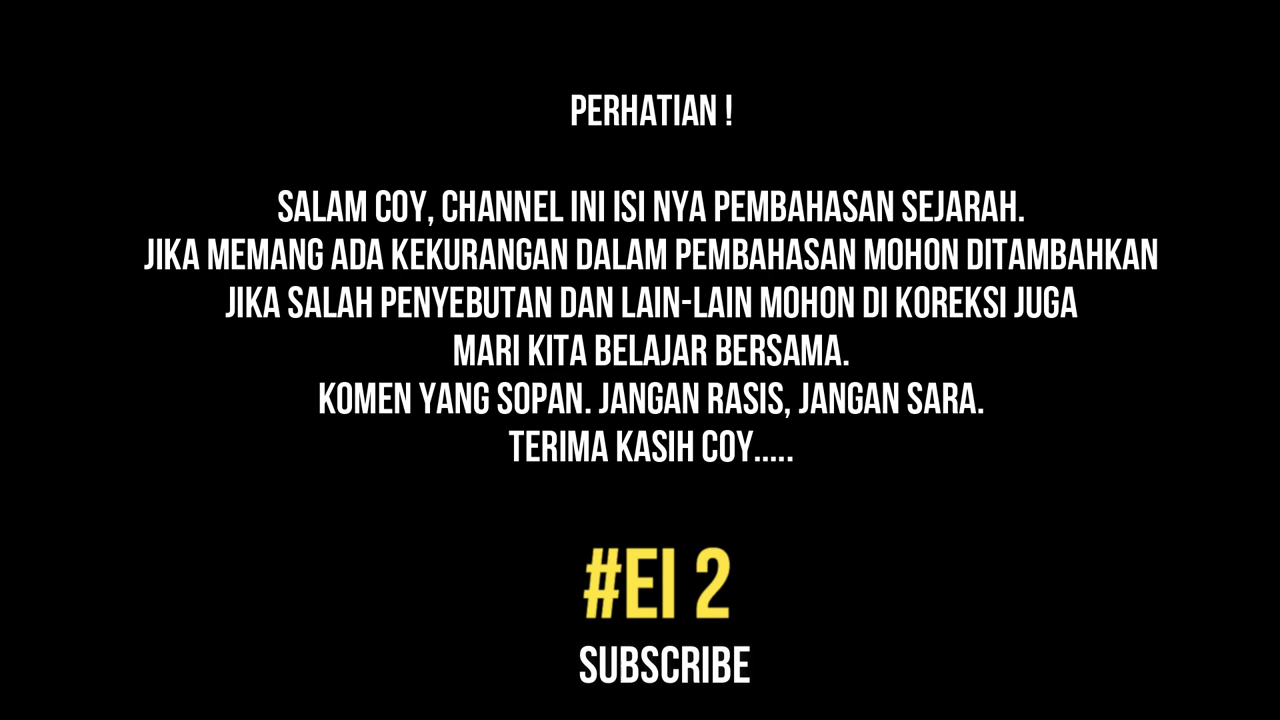 PERHATIAN !
SALAM COY, CHANNEL INI ISI NYA PEMBAHASAN SEJARAH.
JIKA MEMANG ADA KEKURANGAN DALAM PEMBAHASAN MOHON DITAMBAHKAN
JIKA SALAH PENYEBUTAN DAN LAIN-LAIN MOHON DI KOREKSI JUGA
MARI KITA BELAJAR BERSAMA.
KOMEN YANG SOPAN. JANGAN RASIS, JANGAN SARA.
TERIMA KASIH COY.....
#EI 2
SUBSCRIBE